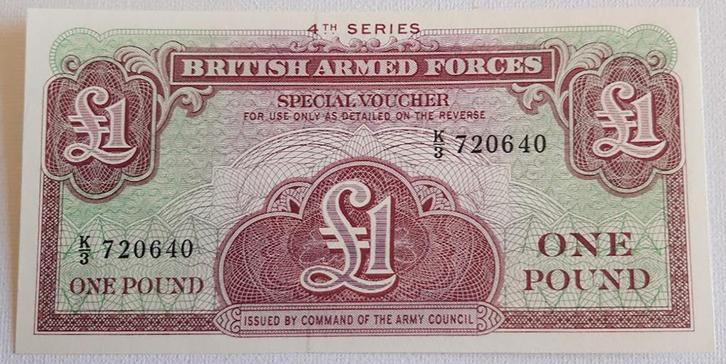 4TH SERIES
BRITISH ARMED FORCES
£1
£1
SPECIAL VOUCHER
FOR USE ONLY AS DETAILED ON THE REVERSE
K/3 720640
£1
K/3 720640
ONE POUND
ONE
POUND
ISSUED BY COMMAND OF THE ARMY COUNCIL